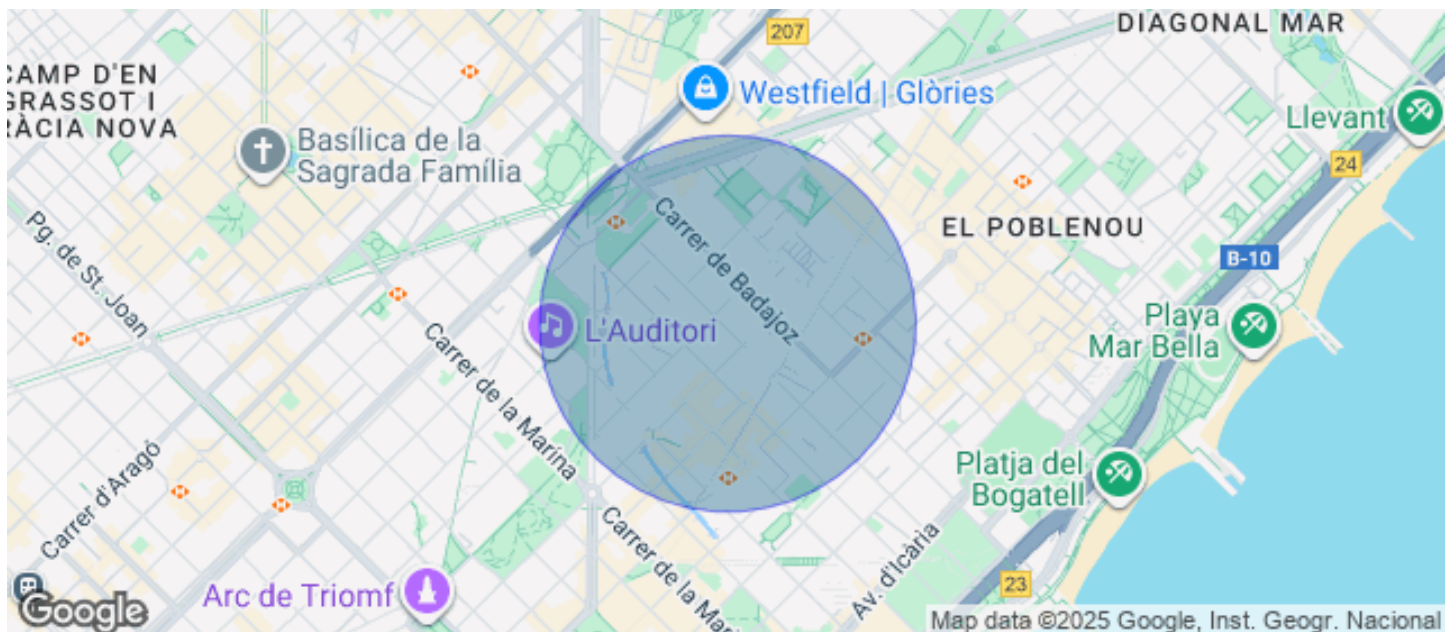 DIAGONAL MAR
207
CAMP D'EN
GRASSOT I
RÀCIA NOVA
Westfield | Glòries
Llevant
Basílica de la
Sagrada Família
24
Carrer de Badajoz
EL POBLENOU
Pg. de St. Joan
B-10
L'Auditori
Playa
Mar Bella
Carrer de la Marina
Carrer d'Aragó
Platja del
Bogatell
Carrer de la Marina
Av. d'Icària
23
Arc de Triomf
Google
Map data ©2025 Google, Inst. Geogr. Nacional